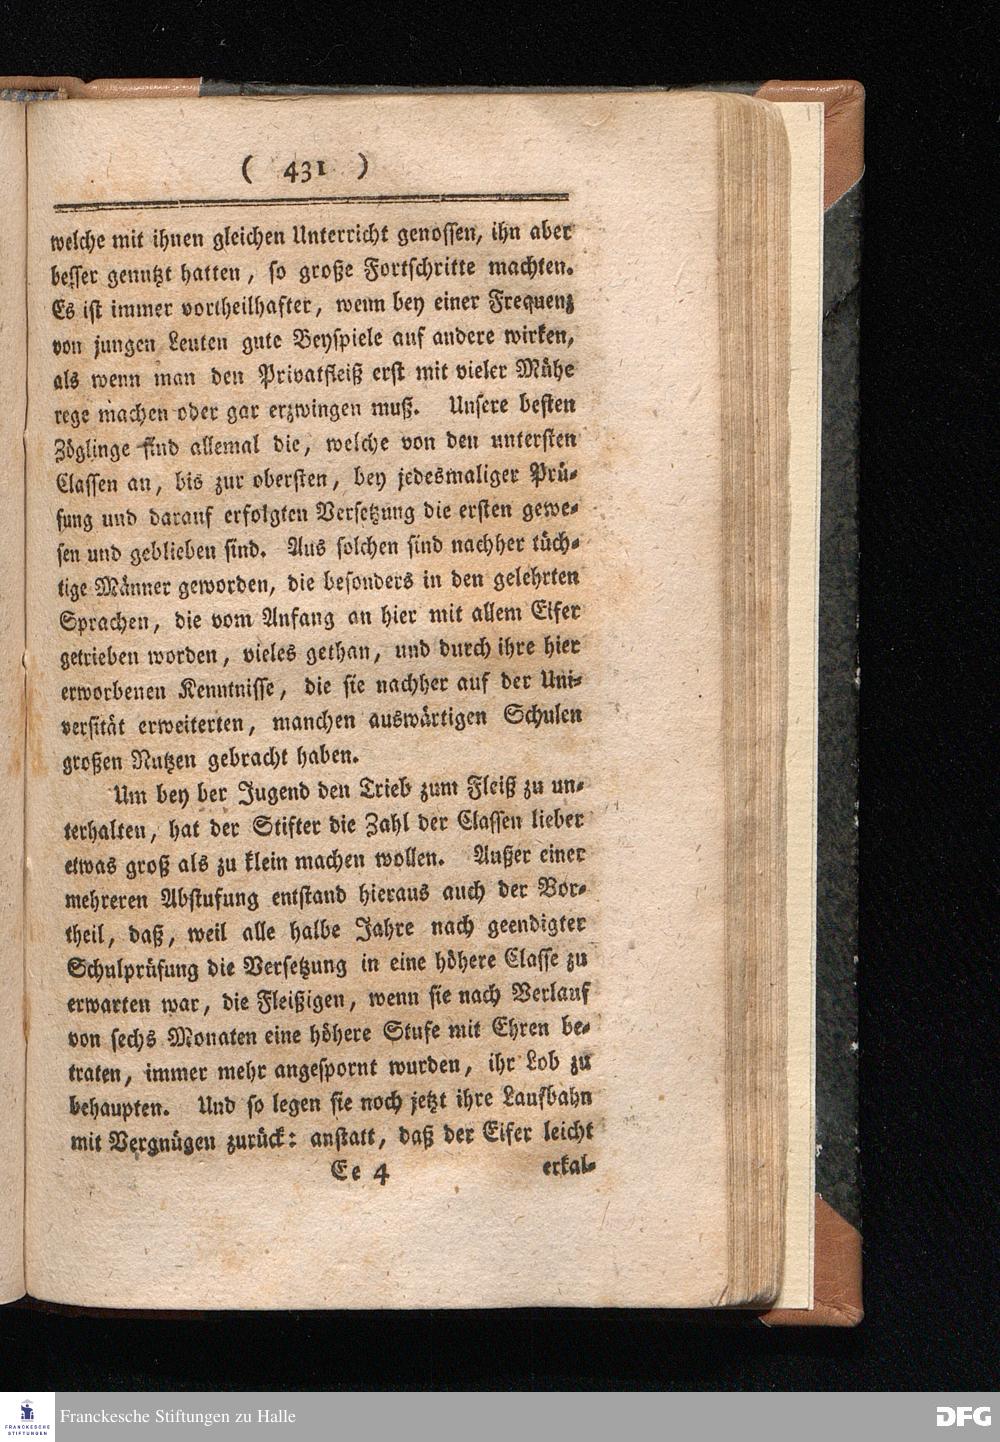 ( 431 )
welche mit ihnen gleichen Unterricht genossen, ihn aber
besser genutzt hatten, so große Fortschritte machten.
Es ist immer vortheilhafter, wenn bey einer Frequenz
von jungen Leuten gute Beyspiele auf andere wirken,
als wenn man den Privatfleiß erst mit vieler Mühe
rege machen oder gar erzwingen muß. Unsere besten
Zöglinge sind allemal die, welche von den untersten
Classen an, bis zur obersten, bey jedesmaliger Prü-
fung und darauf erfolgten Versetzung die ersten gewe-
sen und geblieben sind. Aus solchen sind nachher tüch-
tige Männer geworden, die besonders in den gelehrten
Sprachen, die vom Anfang an hier mit allem Eifer
getrieben worden, vieles gethan, und durch ihre hier
erworbenen Kenntnisse, die sie nachher auf der Uni-
versität erweiterten, manchen auswärtigen Schulen
großen Nutzen gebracht haben.
Um bey ber Jugend den Trieb zum Fleiß zu un-
terhalten, hat der Stifter die Zahl der Classen lieber
etwas groß als zu klein machen wollen. Außer einer
mehreren Abstufung entstand hieraus auch der Vor-
theil, daß, weil alle halbe Jahre nach geendigter
Schulprüfung die Versetzung in eine höhere Classe zu
erwarten war, die Fleißigen, wenn sie nach Verlauf
von sechs Monaten eine höhere Stufe mit Ehren be-
traten, immer mehr angespornt wurden, ihr Lob zu
behaupten. Und so legen sie noch jetzt ihre Laufbahn
mit Vergnügen zurück: anstatt, daß der Eifer leicht
Ee 4 erkal-
FRANCKESCHE
STIFTUNGEN
Franckesche Stiftungen zu Halle
DFG